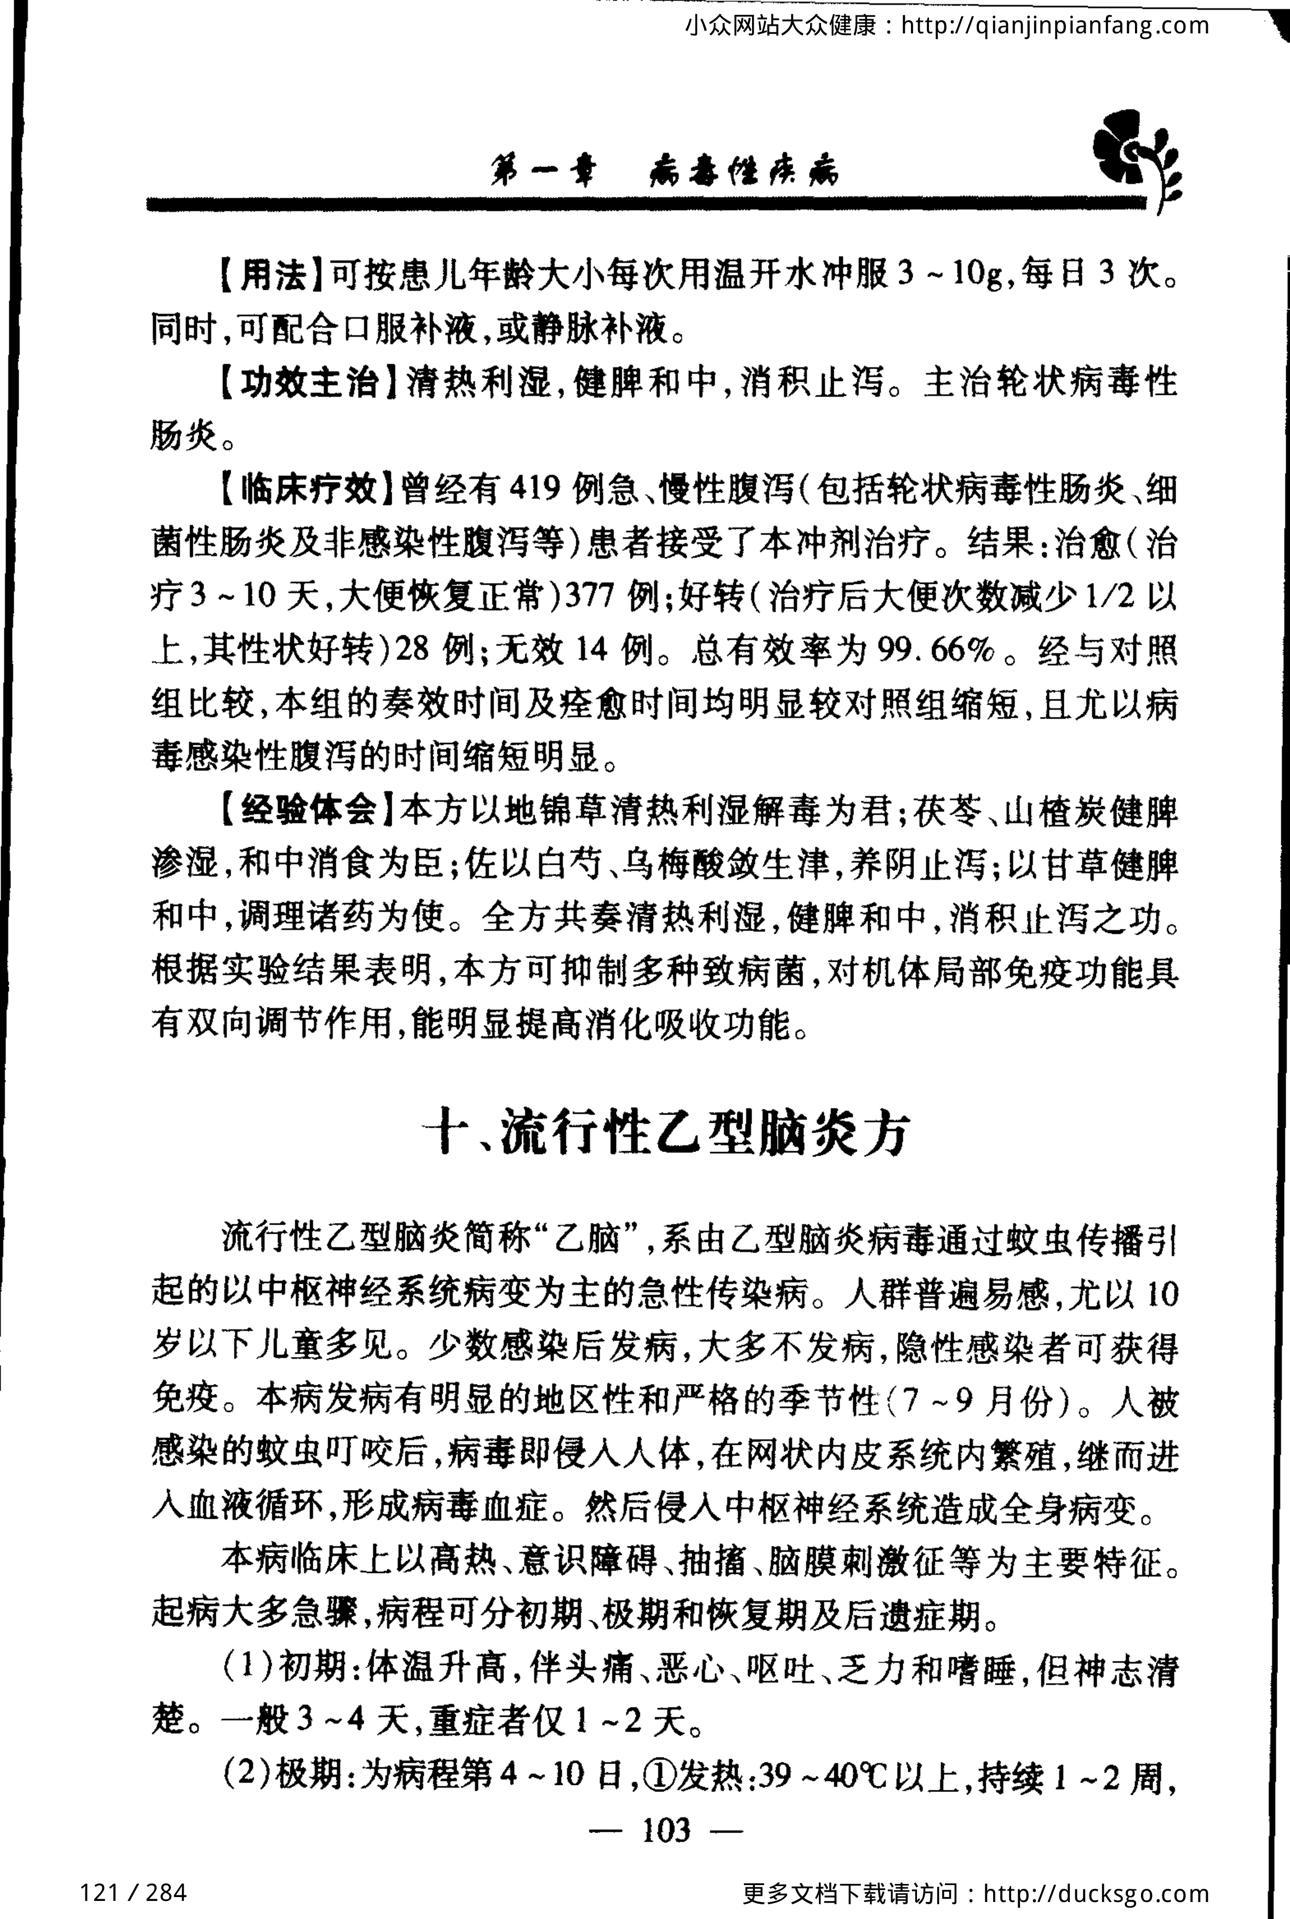 小众网站大众健康：http://qianjinpianfang.com
第一章 病毒性疾病
【用法】可按患儿年龄大小每次用温开水冲服3～10g,每日3次。
同时,可配合口服补液,或静脉补液。
【功效主治】清热利湿,健脾和中,消积止泻。主治轮状病毒性
肠炎。
【临床疗效】曾经有419例急、慢性腹泻(包括轮状病毒性肠炎、细
菌性肠炎及非感染性腹泻等)患者接受了本冲剂治疗。结果:治愈(治
疗3～10天,大便恢复正常)377例;好转(治疗后大便次数减少1/2以
上,其性状好转)28例;无效14例。总有效率为99.66%。经与对照
组比较,本组的奏效时间及痊愈时间均明显较对照组缩短,且尤以病
毒感染性腹泻的时间缩短明显。
【经验体会】本方以地锦草清热利湿解毒为君;茯苓、山楂炭健脾
渗湿,和中消食为臣;佐以白芍、乌梅酸敛生津,养阴止泻;以甘草健脾
和中,调理诸药为使。全方共奏清热利湿,健脾和中,消积止泻之功。
根据实验结果表明,本方可抑制多种致病菌,对机体局部免疫功能具
有双向调节作用,能明显提高消化吸收功能。
十、流行性乙型脑炎方
流行性乙型脑炎简称“乙脑”,系由乙型脑炎病毒通过蚊虫传播引
起的以中枢神经系统病变为主的急性传染病。人群普遍易感,尤以10
岁以下儿童多见。少数感染后发病,大多不发病,隐性感染者可获得
免疫。本病发病有明显的地区性和严格的季节性(7～9月份)。人被
感染的蚊虫叮咬后,病毒即侵入人体,在网状内皮系统内繁殖,继而进
入血液循环,形成病毒血症。然后侵入中枢神经系统造成全身病变。
本病临床上以高热、意识障碍、抽搐、脑膜刺激征等为主要特征。
起病大多急骤,病程可分初期、极期和恢复期及后遗症期。
(1)初期:体温升高,伴头痛、恶心、呕吐、乏力和嗜睡,但神志清
楚。一般3～4天,重症者仅1～2天。
(2)极期:为病程第4～10日,①发热:39～40℃以上,持续1～2周,
— 103 —
121 / 284
更多文档下载请访问：http://ducksgo.com